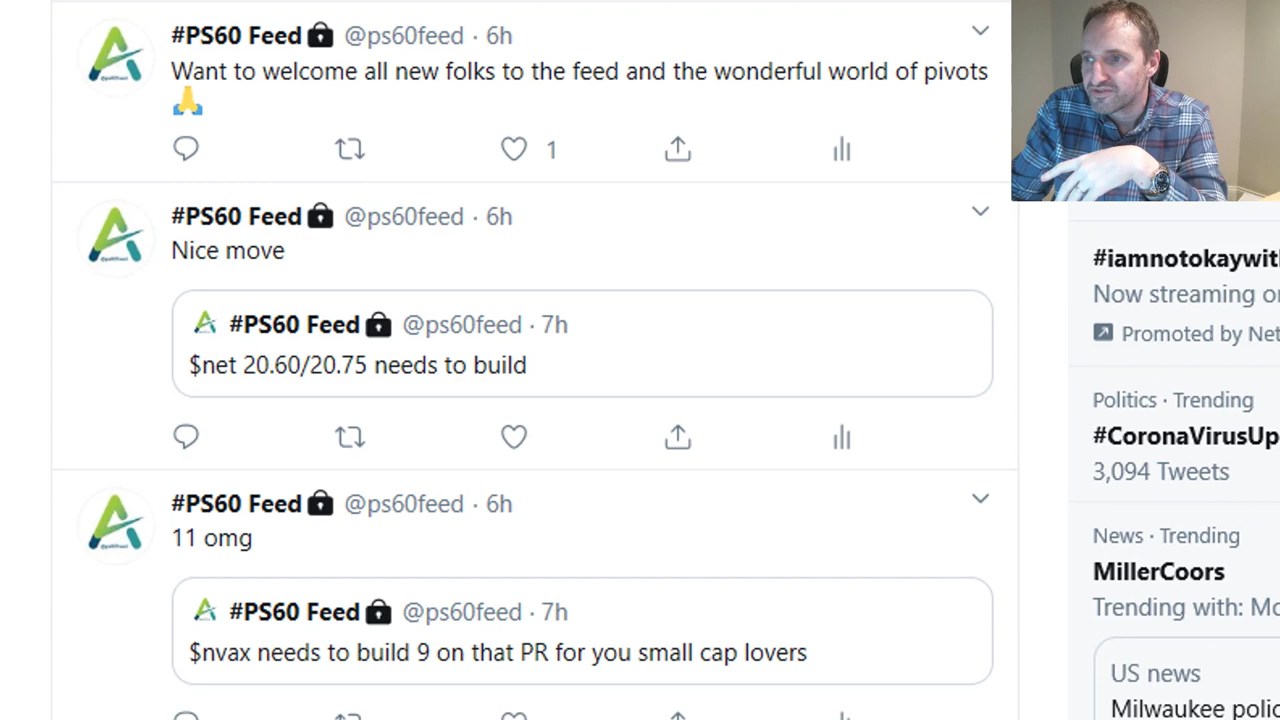 #PS60 Feed @ps60feed · 6h
Want to welcome all new folks to the feed and the wonderful world of pivots
1
#PS60 Feed @ps60feed · 6h
Nice move
#PS60 Feed @ps60feed · 7h
$net 20.60/20.75 needs to build
#PS60 Feed @ps60feed · 6h
11 omg
#PS60 Feed @ps60feed · 7h
$nvax needs to build 9 on that PR for you small cap lovers
#iamnotokaywit
Now streaming o
Promoted by Net
Politics · Trending
#CoronaVirusUp
3,094 Tweets
News · Trending
MillerCoors
Trending with: Mo
US news
Milwaukee polic